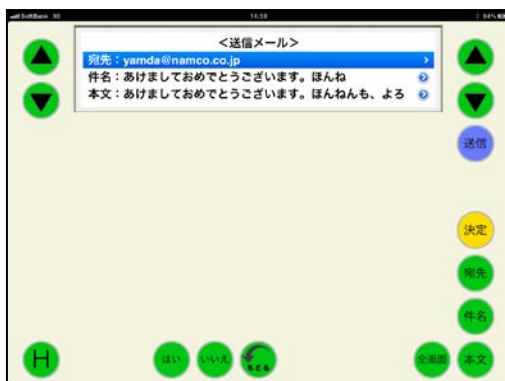 SoftBank 3G 14:58 64%
<送信メール>
宛先：yamda@namco.co.jp
件名：あけましておめでとうございます。ほんね
本文：あけましておめでとうございます。ほんねんも、よろ
送信
決定
宛先
件名
H はい いいえ もどる 全画面 本文